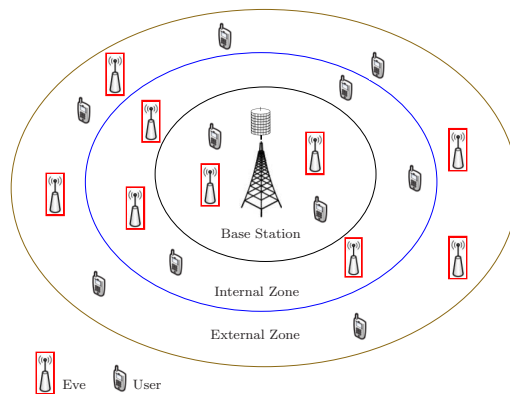 Base Station
Internal Zone
External Zone
Eve
User